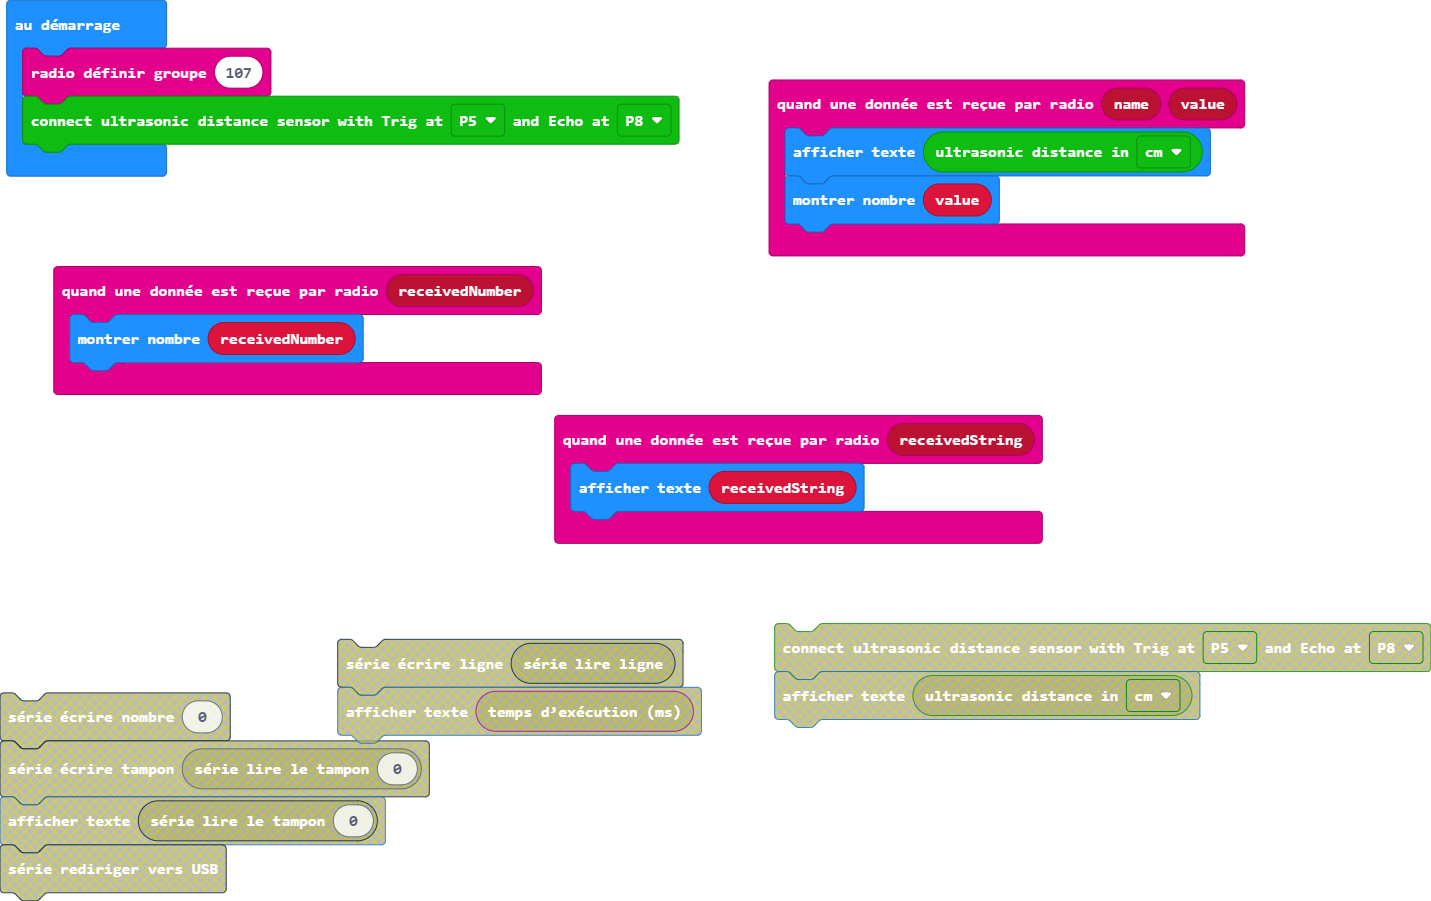 au démarrage
radio définir groupe 107
connect ultrasonic distance sensor with Trig at P5 and Echo at P8
quand une donnée est reçue par radio name value
afficher texte ultrasonic distance in cm
montrer nombre value
quand une donnée est reçue par radio receivedNumber
montrer nombre receivedNumber
quand une donnée est reçue par radio receivedString
afficher texte receivedString
série écrire ligne série lire ligne
afficher texte temps d’exécution (ms)
connect ultrasonic distance sensor with Trig at P5 and Echo at P8
afficher texte ultrasonic distance in cm
série écrire nombre 0
série écrire tampon série lire le tampon 0
afficher texte série lire le tampon 0
série rediriger vers USB